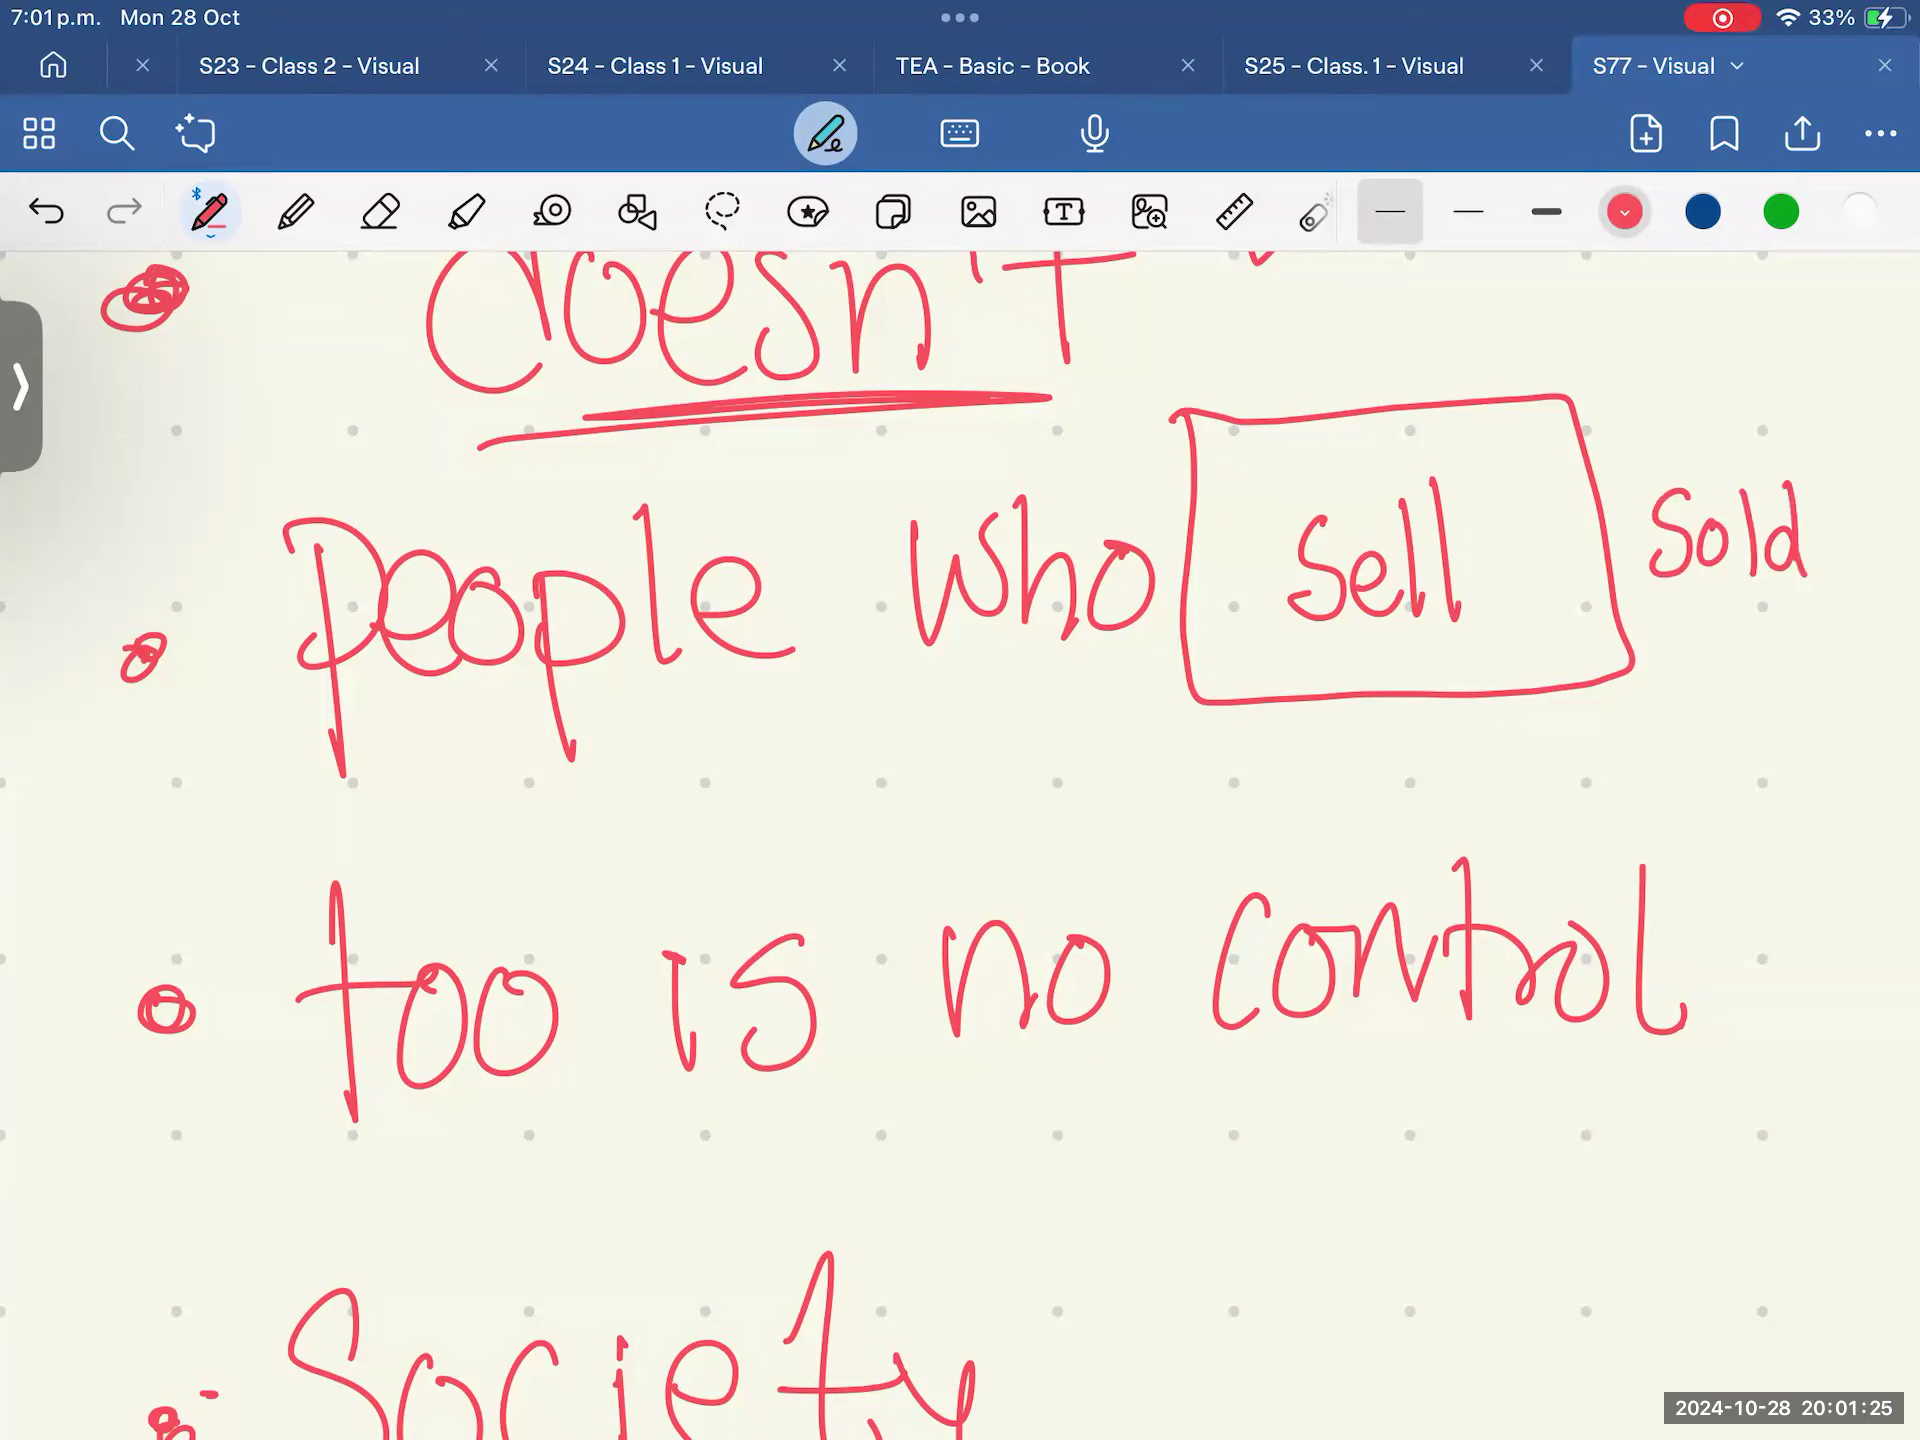 7:01p.m. Mon 28 Oct
33%
S23 - Class 2 - Visual
S24 - Class 1 - Visual
TEA - Basic - Book
S25 - Class.1 - Visual
S77 - Visual
doesn't
people who sell sold
too is no control
Society
2024-10-28 20:01:25